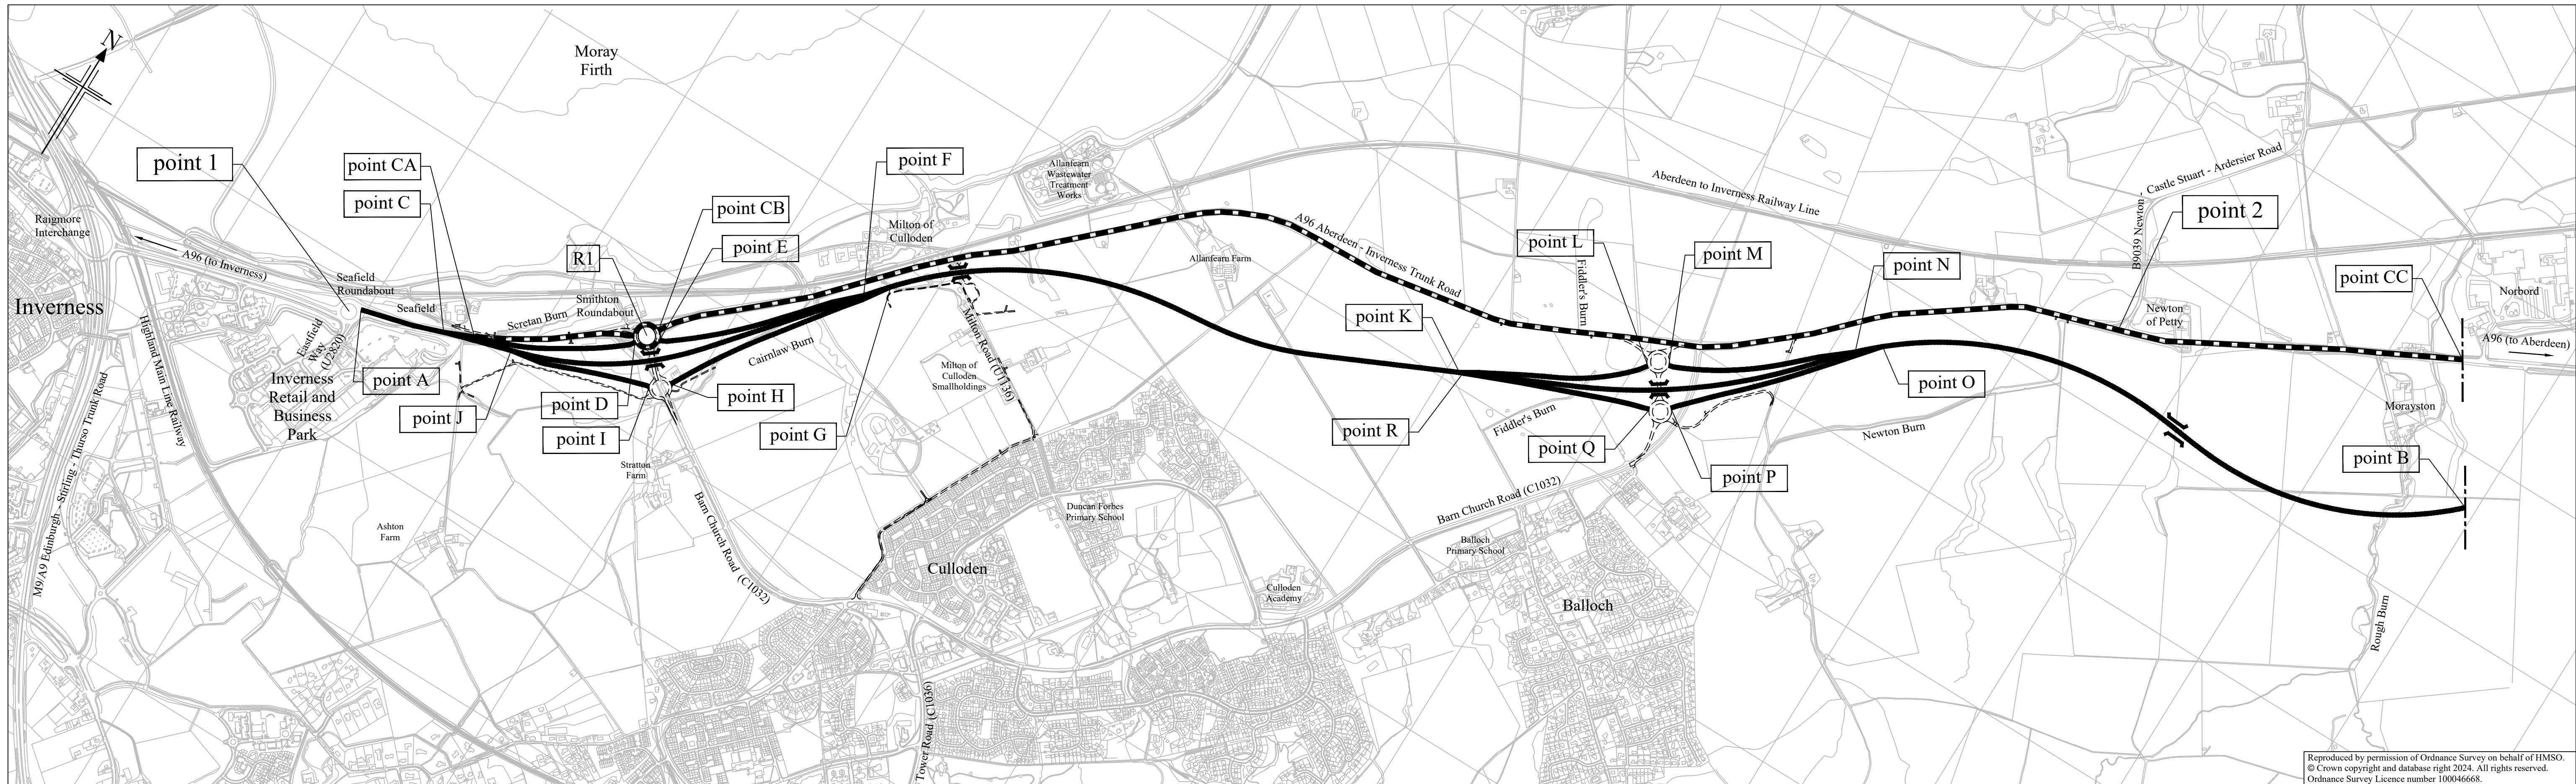 N
Moray
Firth
point 1
point CA
point C
Raigmore
Interchange
A96 (to Inverness)
Inverness
Seafield
Roundabout
Seafield
Scretan Burn
Smithton
Roundabout
R1
point CB
point E
point F
Milton of
Culloden
Allanfearn
Wastewater
Treatment
Works
Allanfearn Farm
A96 Aberdeen - Inverness Trunk Road
Aberdeen to Inverness Railway Line
point L
Fiddler's Burn
point M
point N
B9039 Newton - Castle Stuart - Ardersier Road
point 2
Newton
of Petty
point CC
Norbord
A96 (to Aberdeen)
Highland Main Line Railway
Eastfield
Way
(U2820)
Inverness
Retail and
Business
Park
point A
point J
point D
point I
point H
Cairnlaw Burn
point G
Milton Road (U1136)
Milton of
Culloden
Smallholdings
point K
point R
Fiddler's Burn
point Q
point P
point O
Newton Burn
Morayston
point B
M9/A9 Edinburgh - Stirling - Thurso Trunk Road
Ashton
Farm
Stratton
Farm
Barn Church Road (C1032)
Duncan Forbes
Primary School
Culloden
Culloden
Academy
Barn Church Road (C1032)
Balloch
Primary School
Balloch
Tower Road (C1036)
Rough Burn
Reproduced by permission of Ordnance Survey on behalf of HMSO.
© Crown copyright and database right 2024. All rights reserved.
Ordnance Survey Licence number 100046668.